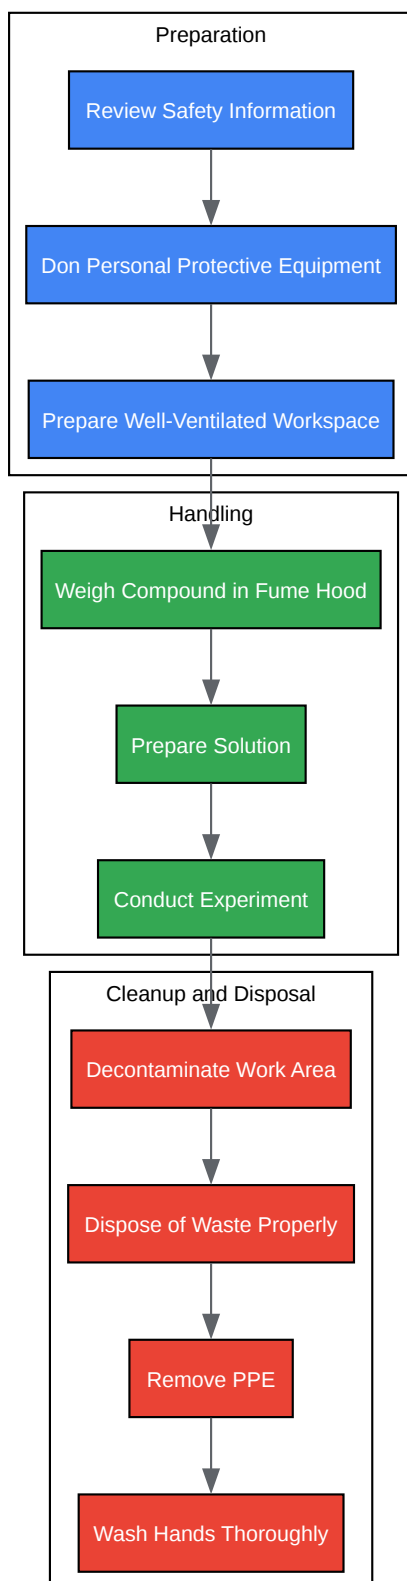 Preparation
Review Safety Information
Don Personal Protective Equipment
Prepare Well-Ventilated Workspace
Handling
Weigh Compound in Fume Hood
Prepare Solution
Conduct Experiment
Cleanup and Disposal
Decontaminate Work Area
Dispose of Waste Properly
Remove PPE
Wash Hands Thoroughly